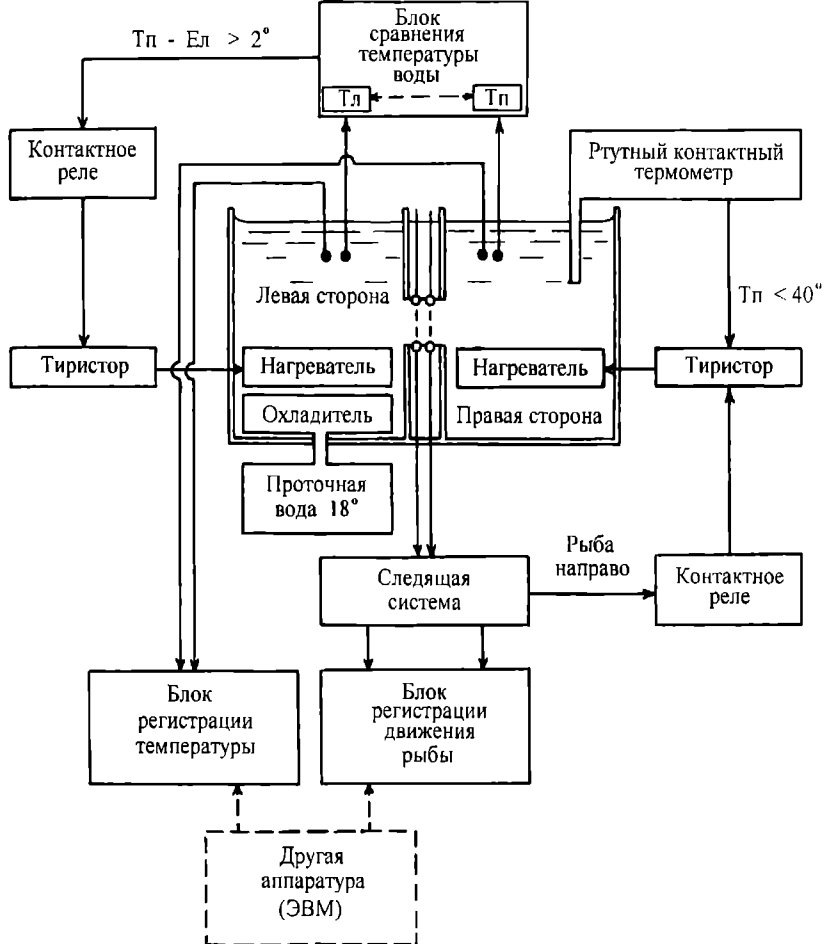 Блок
сравнения
температуры
воды
Тл
Тп
Тп - Ел > 2°
Контактное
реле
Ртутный контактный
термометр
Левая сторона
Тп < 40°
Тиристор
Нагреватель
Нагреватель
Тиристор
Охладитель
Правая сторона
Проточная
вода 18°
Рыба
направо
Следящая
система
Контактное
реле
Блок
регистрации
температуры
Блок
регистрации
движения
рыбы
Другая
аппаратура
(ЭВМ)